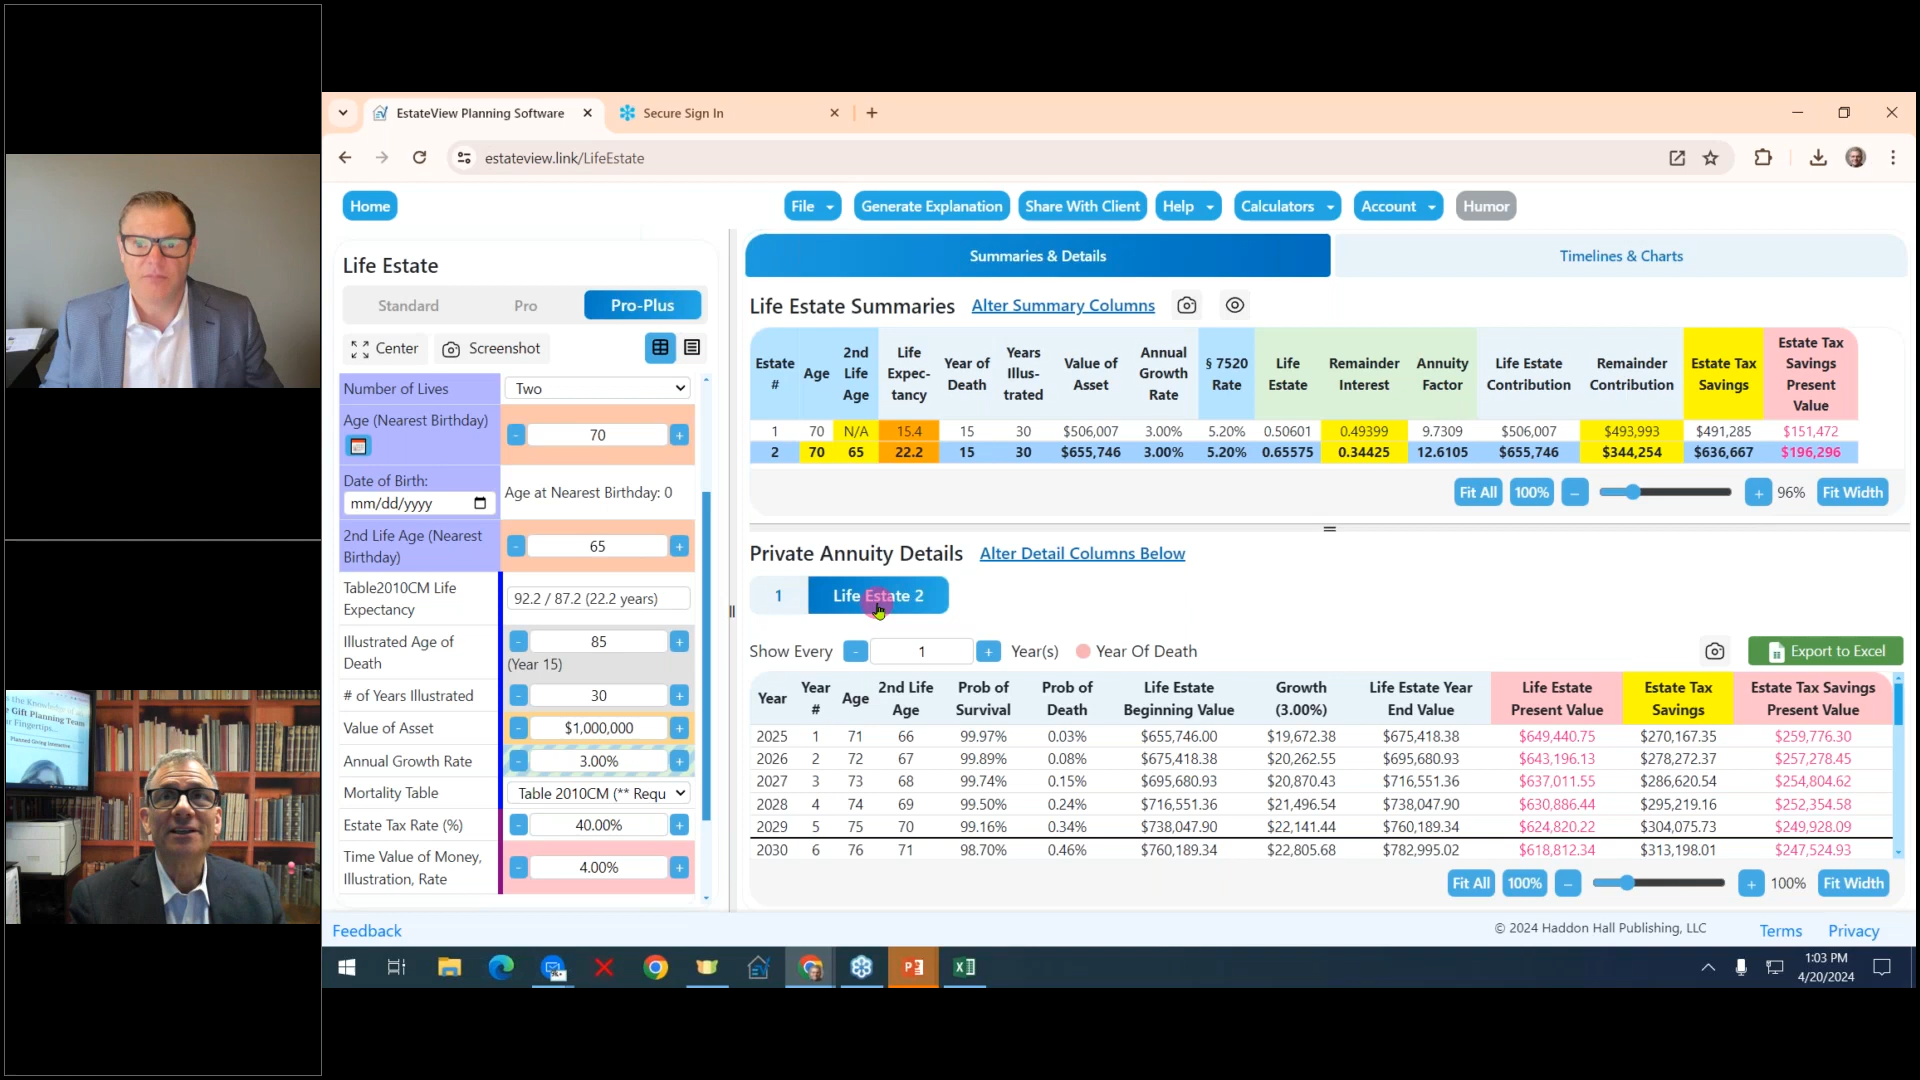 EstateView Planning Software
Secure Sign In
estateview.link/LifeEstate
Home
File
Generate Explanation
Share With Client
Help
Calculators
Account
Humor
Life Estate
Standard
Pro
Pro-Plus
Center
Screenshot
Number of Lives
Two
Age (Nearest Birthday)
- 70 +
Date of Birth:
mm/dd/yyyy
Age at Nearest Birthday: 0
2nd Life Age (Nearest
Birthday)
- 65 +
Table2010CM Life
Expectancy
92.2 / 87.2 (22.2 years)
Illustrated Age of
Death
- 85 +
(Year 15)
# of Years Illustrated
- 30 +
Value of Asset
- $1,000,000 +
Annual Growth Rate
- 3.00% +
Mortality Table
Table 2010CM (** Requ
Estate Tax Rate (%)
- 40.00% +
Time Value of Money,
Illustration, Rate
- 4.00% +
Summaries & Details
Timelines & Charts
Life Estate Summaries
Alter Summary Columns
Estate #
Age
2nd Life Age
Life Expec-tancy
Year of Death
Years Illus-trated
Value of Asset
Annual Growth Rate
§ 7520 Rate
Life Estate
Remainder Interest
Annuity Factor
Life Estate Contribution
Remainder Contribution
Estate Tax Savings
Estate Tax Savings Present Value
1 70 N/A 15.4 15 30 $506,007 3.00% 5.20% 0.50601 0.49399 9.7309 $506,007 $493,993 $491,285 $151,472
2 70 65 22.2 15 30 $655,746 3.00% 5.20% 0.65575 0.34425 12.6105 $655,746 $344,254 $636,667 $196,296
Fit All 100% - + 96% Fit Width
Private Annuity Details
Alter Detail Columns Below
1
Life Estate 2
Show Every - 1 + Year(s)
Year Of Death
Export to Excel
Year
Year #
Age
2nd Life Age
Prob of Survival
Prob of Death
Life Estate Beginning Value
Growth (3.00%)
Life Estate Year End Value
Life Estate Present Value
Estate Tax Savings
Estate Tax Savings Present Value
2025 1 71 66 99.97% 0.03% $655,746.00 $19,672.38 $675,418.38 $649,440.75 $270,167.35 $259,776.30
2026 2 72 67 99.89% 0.08% $675,418.38 $20,262.55 $695,680.93 $643,196.13 $278,272.37 $257,278.45
2027 3 73 68 99.74% 0.15% $695,680.93 $20,870.43 $716,551.36 $637,011.55 $286,620.54 $254,804.62
2028 4 74 69 99.50% 0.24% $716,551.36 $21,496.54 $738,047.90 $630,886.44 $295,219.16 $252,354.58
2029 5 75 70 99.16% 0.34% $738,047.90 $22,141.44 $760,189.34 $624,820.22 $304,075.73 $249,928.09
2030 6 76 71 98.70% 0.46% $760,189.34 $22,805.68 $782,995.02 $618,812.34 $313,198.01 $247,524.93
Fit All 100% - + 100% Fit Width
Feedback
© 2024 Haddon Hall Publishing, LLC
Terms
Privacy
1:03 PM
4/20/2024
Gift Planning Team
Fingertips...